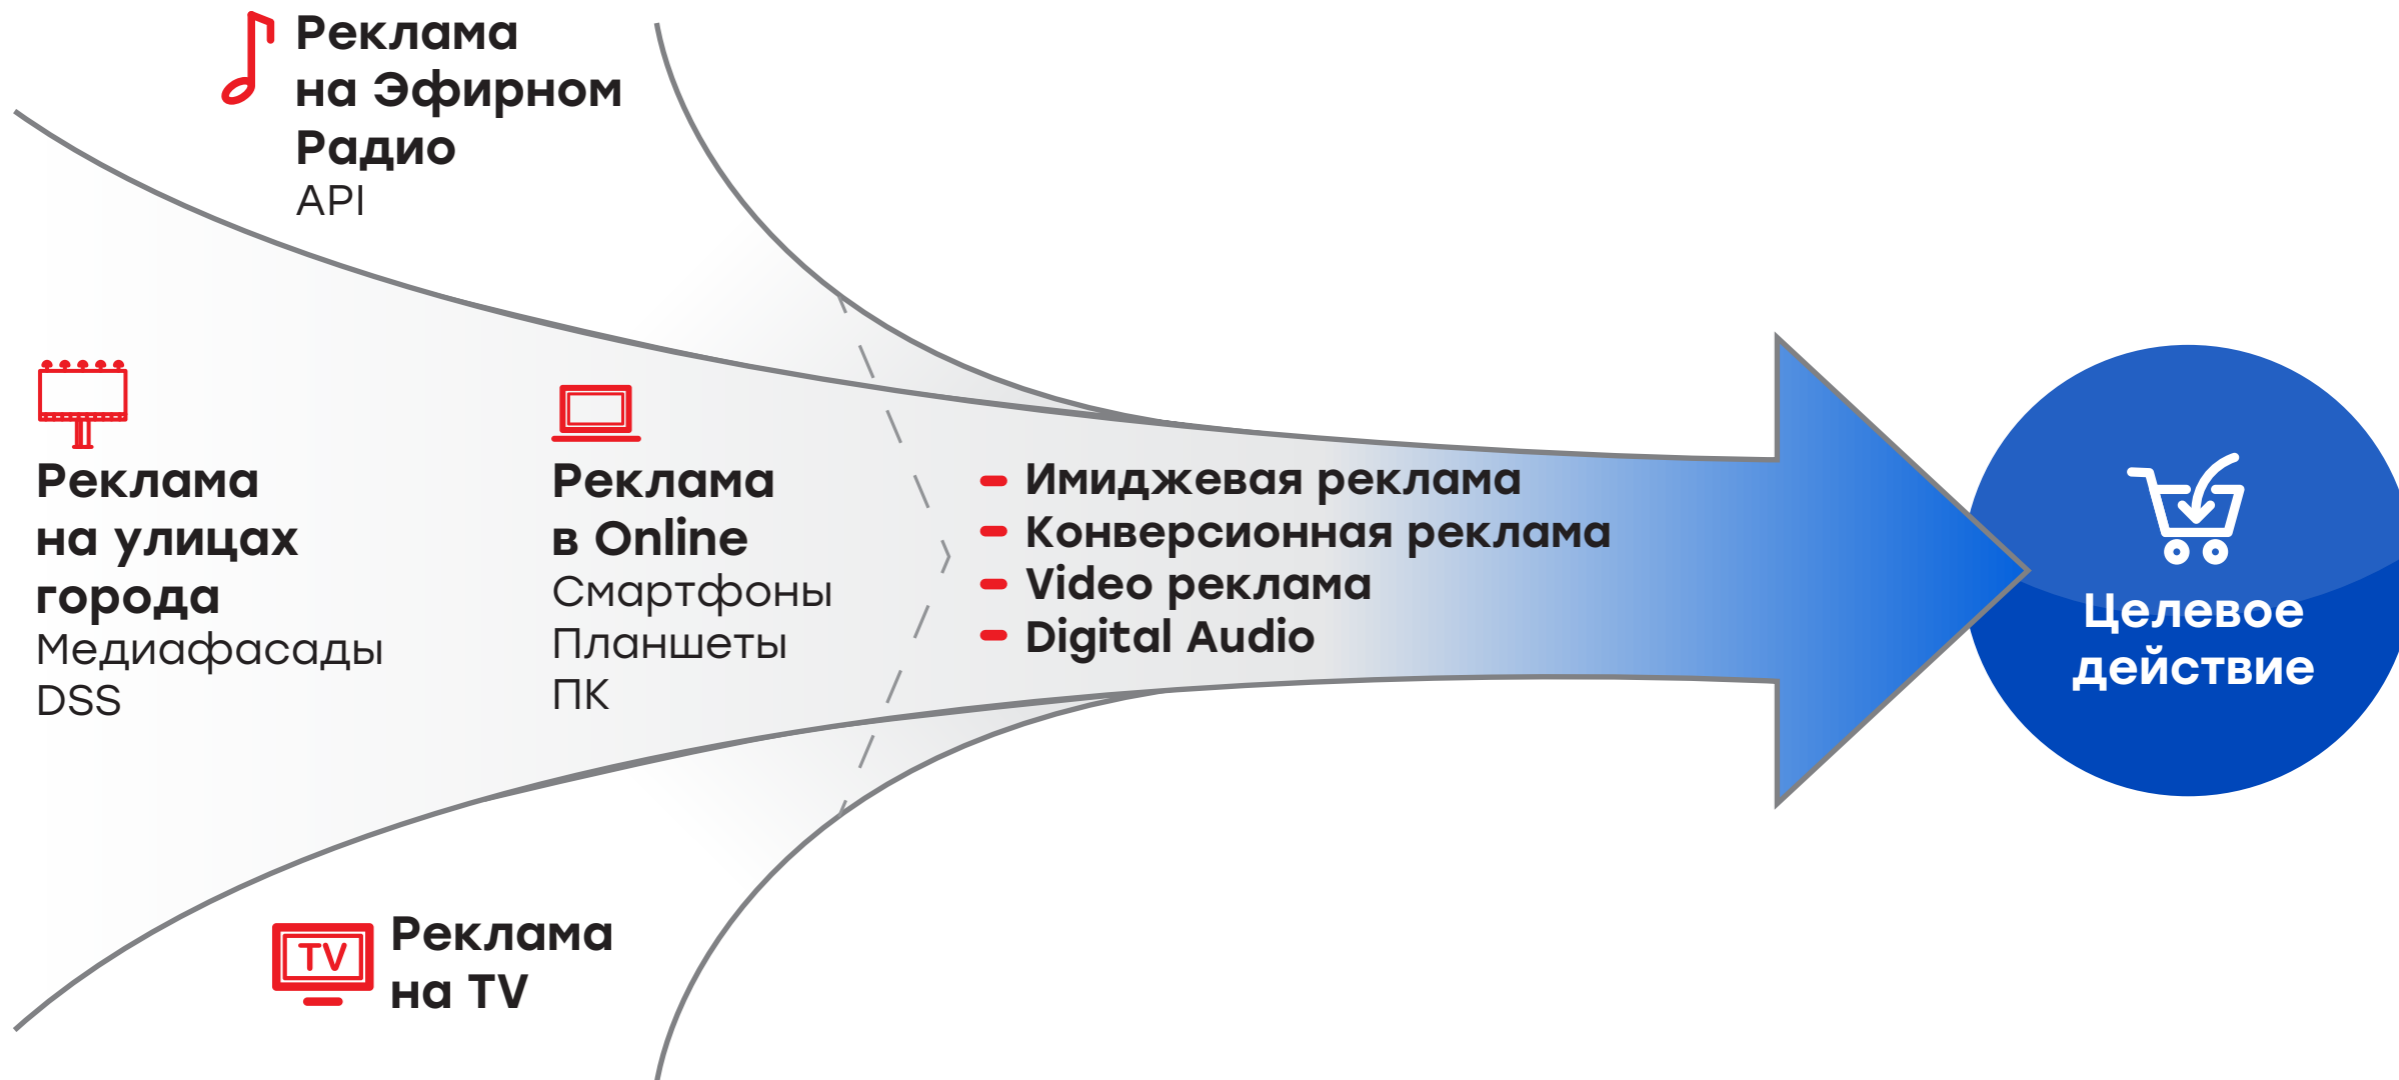 Реклама
на Эфирном
Радио
API
Реклама
на улицах
города
Медиафасады
DSS
Реклама
в Online
Смартфоны
Планшеты
ПК
Имиджевая реклама
Конверсионная реклама
Video реклама
Digital Audio
Целевое
действие
TV
Реклама
на TV